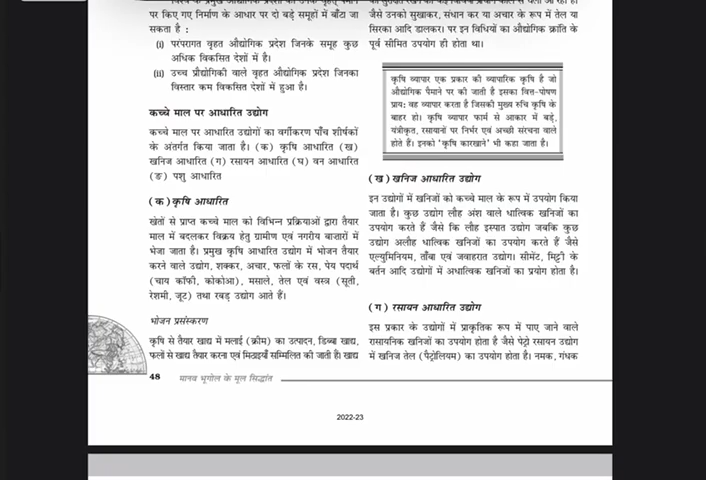 पर किए गए निर्माण के आधार पर दो बड़े समूहों में बाँटा जा
सकता है :
(i) परंपरागत वृहत औद्योगिक प्रदेश जिनके समूह कुछ
अधिक विकसित देशों में है।
(ii) उच्च प्रौद्योगिकी वाले वृहत औद्योगिक प्रदेश जिनका
विस्तार कम विकसित देशों में हुआ है।
कच्चे माल पर आधारित उद्योग
कच्चे माल पर आधारित उद्योगों का वर्गीकरण पाँच शीर्षकों
के अंतर्गत किया जाता है। (क) कृषि आधारित (ख)
खनिज आधारित (ग) रसायन आधारित (घ) वन आधारित
(ङ) पशु आधारित
(क) कृषि आधारित
खेतों से प्राप्त कच्चे माल को विभिन्न प्रक्रियाओं द्वारा तैयार
माल में बदलकर विक्रय हेतु ग्रामीण एवं नगरीय बाज़ारों में
भेजा जाता है। प्रमुख कृषि आधारित उद्योग में भोजन तैयार
करने वाले उद्योग, शक्कर, अचार, फलों के रस, पेय पदार्थ
(चाय कॉफी, कोकोआ), मसाले, तेल एवं वस्त्र (सूती,
रेशमी, जूट) तथा रबड़ उद्योग आते हैं।
भोजन प्रसंस्करण
कृषि से तैयार खाद्य में मलाई (क्रीम) का उत्पादन, डिब्बा खाद्य,
फलों से खाद्य तैयार करना एवं मिठाइयाँ सम्मिलित की जाती है। खाद्य
जैसे उनको सुखाकर, संधान कर या अचार के रूप में तेल या
सिरका आदि डालकर। पर इन विधियों का औद्योगिक क्रांति के
पूर्व सीमित उपयोग ही होता था।
कृषि व्यापार एक प्रकार की व्यापारिक कृषि है जो
औद्योगिक पैमाने पर की जाती है इसका वित्त-पोषण
प्राय: वह व्यापार करता है जिसकी मुख्य रुचि कृषि के
बाहर हो। कृषि व्यापार फार्म से आकार में बड़े,
यंत्रीकृत, रसायनों पर निर्भर एवं अच्छी संरचना वाले
होते हैं। इनको 'कृषि कारखाने' भी कहा जाता है।
(ख) खनिज आधारित उद्योग
इन उद्योगों में खनिजों को कच्चे माल के रूप में उपयोग किया
जाता है। कुछ उद्योग लौह अंश वाले धात्विक खनिजों का
उपयोग करते हैं जैसे कि लौह इस्पात उद्योग जबकि कुछ
उद्योग अलौह धात्विक खनिजों का उपयोग करते हैं जैसे
एल्युमिनियम, ताँबा एवं जवाहरात उद्योग। सीमेंट, मिट्टी के
बर्तन आदि उद्योगों में अधात्विक खनिजों का प्रयोग होता है।
(ग) रसायन आधारित उद्योग
इस प्रकार के उद्योगों में प्राकृतिक रूप में पाए जाने वाले
रासायनिक खनिजों का उपयोग होता है जैसे पेट्रो रसायन उद्योग
में खनिज तेल (पैट्रोलियम) का उपयोग होता है। नमक, गंधक
48 मानव भूगोल के मूल सिद्धांत
2022-23